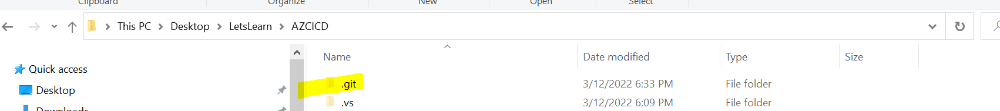 Clipboard Organize New Open Select
This PC > Desktop > LetsLearn > AZCICD
Name Date modified Type Size
Quick access
.git 3/12/2022 6:33 PM File folder
Desktop
.vs 3/12/2022 6:09 PM File folder
Downloads